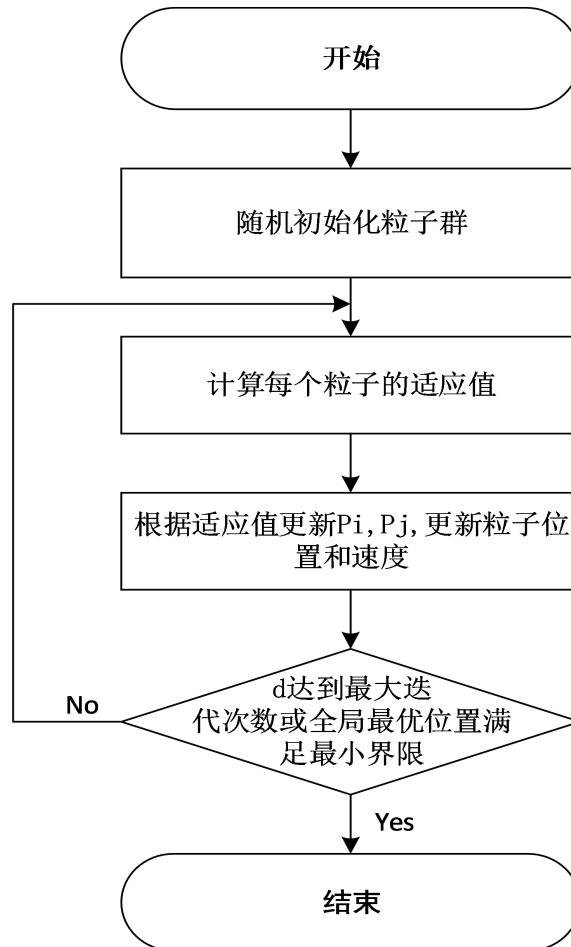 开始
随机初始化粒子群
计算每个粒子的适应值
根据适应值更新Pi,Pj,更新粒子位
置和速度
d达到最大迭
代次数或全局最优位置满
足最小界限
No
Yes
结束